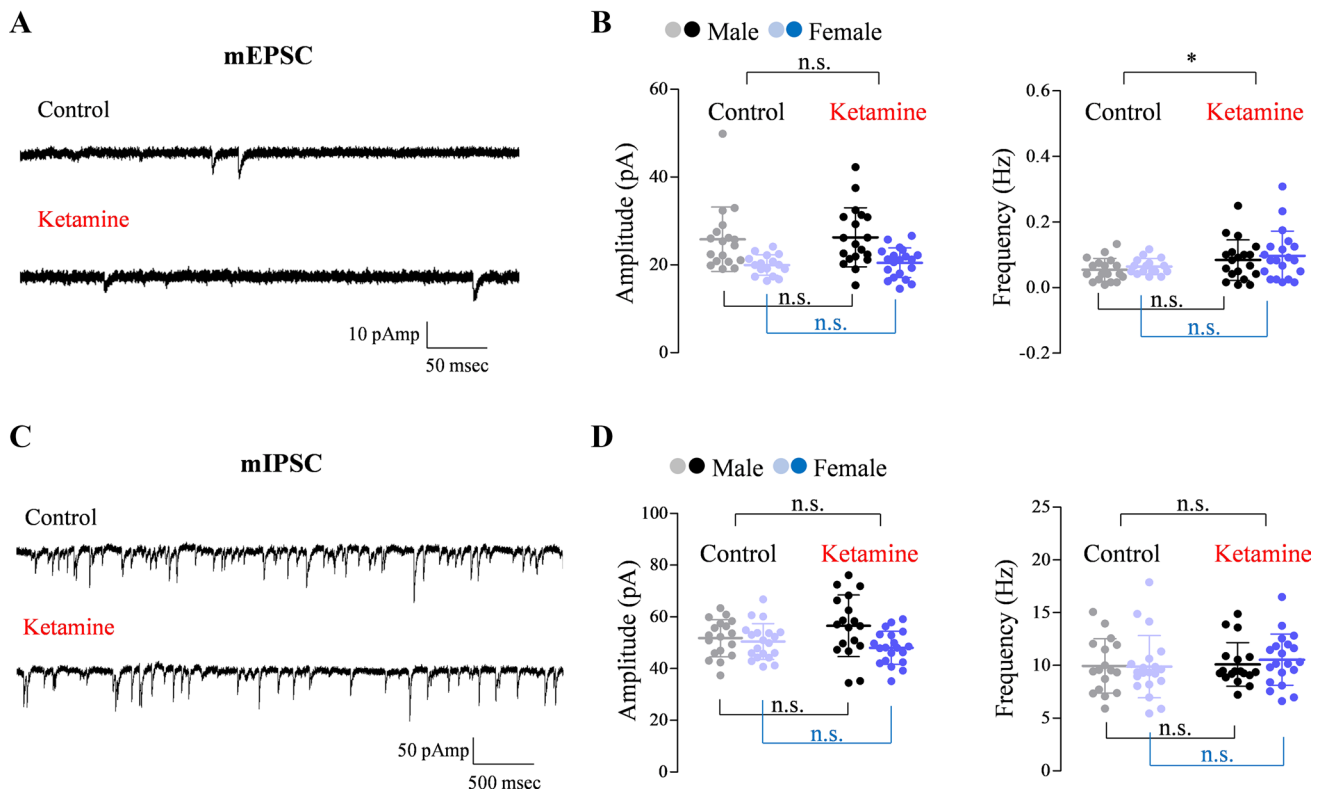 A
mEPSC
Control
Ketamine
10 pAmp
50 msec
B
Male Female
n.s.
60
40
20
0
Amplitude (pA)
Control Ketamine
n.s.
n.s.
*
0.6
0.4
0.2
0.0
-0.2
Frequency (Hz)
Control Ketamine
n.s.
n.s.
C
mIPSC
Control
Ketamine
50 pAmp
500 msec
D
Male Female
n.s.
100
80
60
40
20
0
Amplitude (pA)
Control Ketamine
n.s.
n.s.
n.s.
25
20
15
10
5
0
Frequency (Hz)
Control Ketamine
n.s.
n.s.